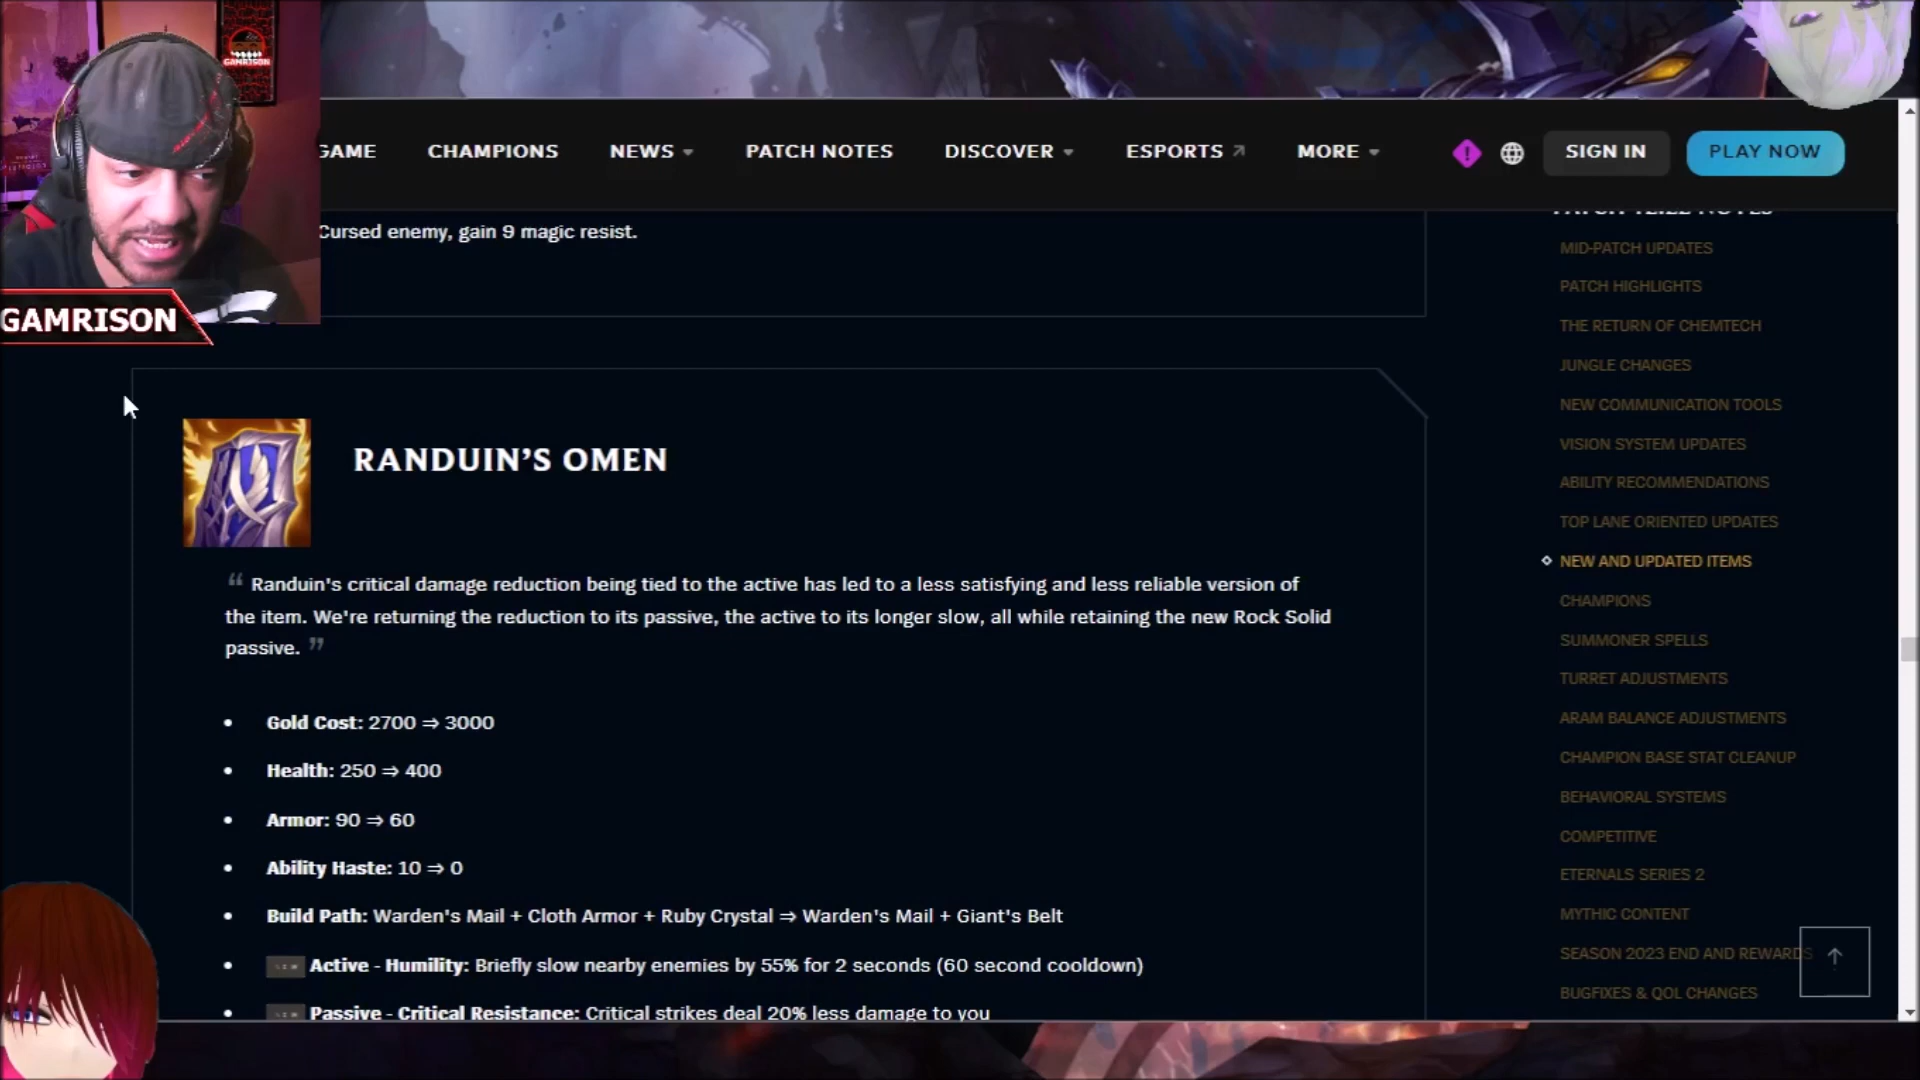 GAMRISON
GAME
CHAMPIONS
NEWS
PATCH NOTES
DISCOVER
ESPORTS
MORE
SIGN IN
PLAY NOW
Cursed enemy, gain 9 magic resist.
GAMRISON
RANDUIN'S OMEN
“ Randuin's critical damage reduction being tied to the active has led to a less satisfying and less reliable version of
the item. We're returning the reduction to its passive, the active to its longer slow, all while retaining the new Rock Solid
passive. ”
• Gold Cost: 2700 ⇒ 3000
• Health: 250 ⇒ 400
• Armor: 90 ⇒ 60
• Ability Haste: 10 ⇒ 0
• Build Path: Warden's Mail + Cloth Armor + Ruby Crystal ⇒ Warden's Mail + Giant's Belt
• NEW Active - Humility: Briefly slow nearby enemies by 55% for 2 seconds (60 second cooldown)
• NEW Passive - Critical Resistance: Critical strikes deal 20% less damage to you
MID-PATCH UPDATES
PATCH HIGHLIGHTS
THE RETURN OF CHEMTECH
JUNGLE CHANGES
NEW COMMUNICATION TOOLS
VISION SYSTEM UPDATES
ABILITY RECOMMENDATIONS
TOP LANE ORIENTED UPDATES
NEW AND UPDATED ITEMS
CHAMPIONS
SUMMONER SPELLS
TURRET ADJUSTMENTS
ARAM BALANCE ADJUSTMENTS
CHAMPION BASE STAT CLEANUP
BEHAVIORAL SYSTEMS
COMPETITIVE
ETERNALS SERIES 2
MYTHIC CONTENT
SEASON 2023 END AND REWARDS
BUGFIXES & QOL CHANGES